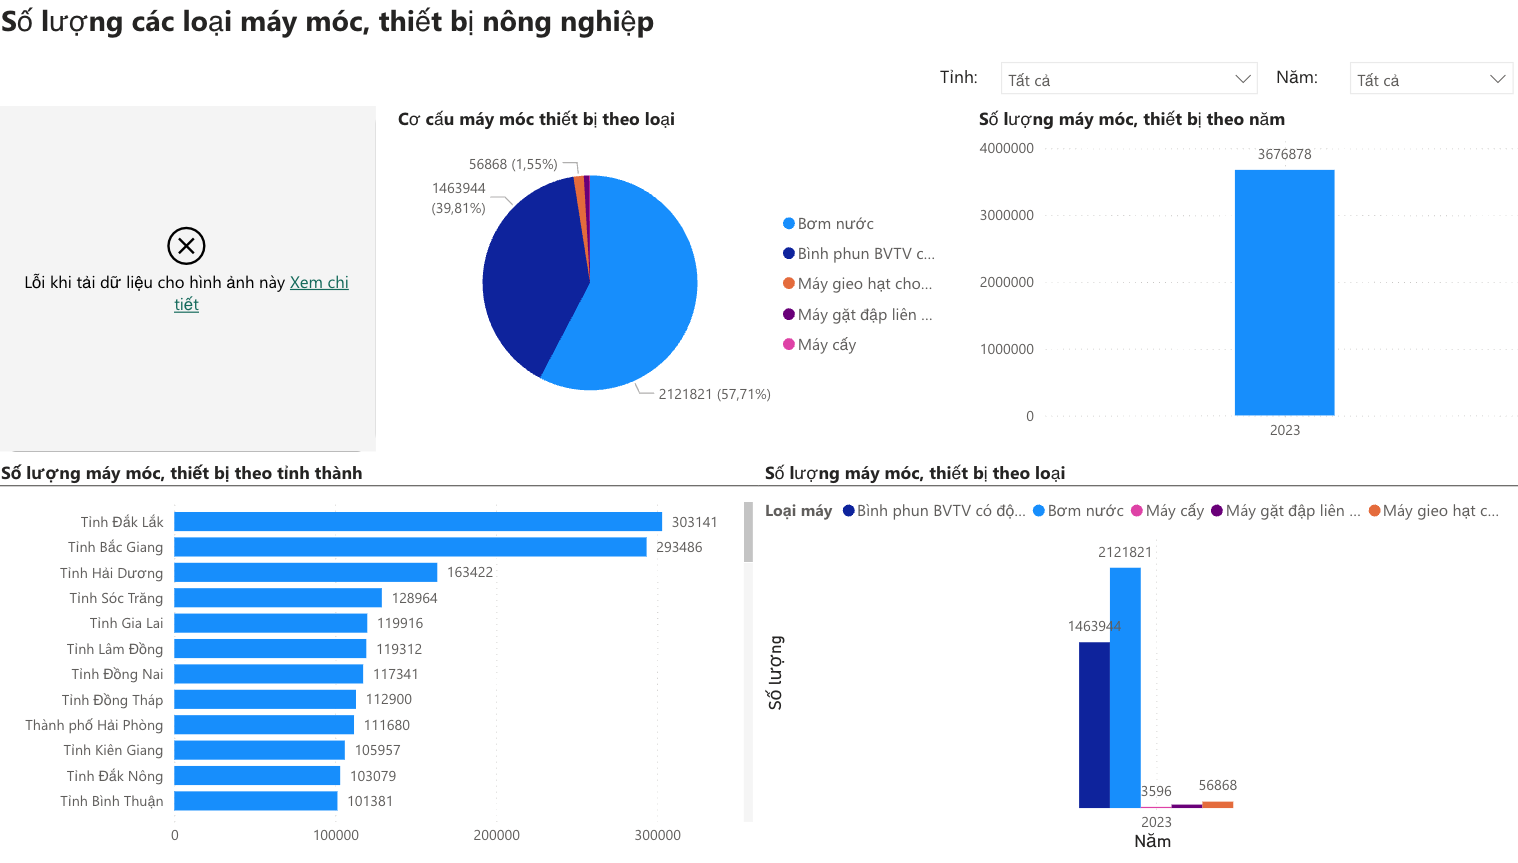 Số lượng các loại máy móc, thiết bị nông nghiệp
Tỉnh:
Tất cả
Năm:
Tất cả
Lỗi khi tải dữ liệu cho hình ảnh này Xem chi
tiết
Cơ cấu máy móc thiết bị theo loại
56868 (1,55%)
1463944
(39,81%)
2121821 (57,71%)
Bơm nước
Bình phun BVTV c...
Máy gieo hạt cho...
Máy gặt đập liên ...
Máy cấy
Số lượng máy móc, thiết bị theo năm
4000000
3676878
3000000
2000000
1000000
0
2023
Số lượng máy móc, thiết bị theo tỉnh thành
Tỉnh Đắk Lắk 303141
Tỉnh Bắc Giang 293486
Tỉnh Hải Dương 163422
Tỉnh Sóc Trăng 128964
Tỉnh Gia Lai 119916
Tỉnh Lâm Đồng 119312
Tỉnh Đồng Nai 117341
Tỉnh Đồng Tháp 112900
Thành phố Hải Phòng 111680
Tỉnh Kiên Giang 105957
Tỉnh Đắk Nông 103079
Tỉnh Bình Thuận 101381
0 100000 200000 300000
Số lượng máy móc, thiết bị theo loại
Loại máy Bình phun BVTV có độ... Bơm nước Máy cấy Máy gặt đập liên ... Máy gieo hạt c...
2121821
1463944
3596
56868
Số lượng
2023
Năm